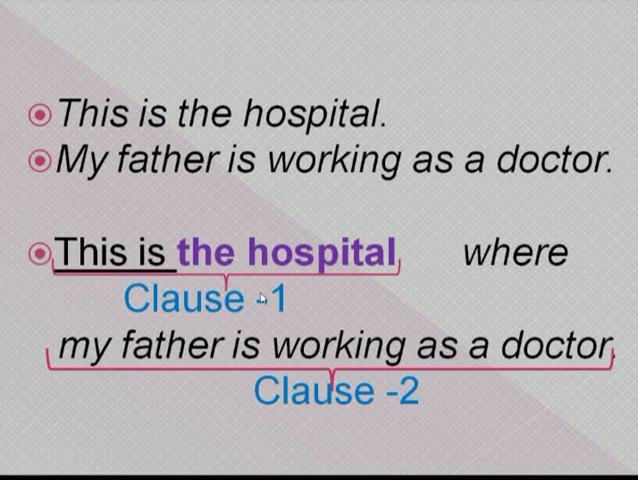 This is the hospital.
My father is working as a doctor.
This is the hospital, where
Clause -1
my father is working as a doctor.
Clause -2